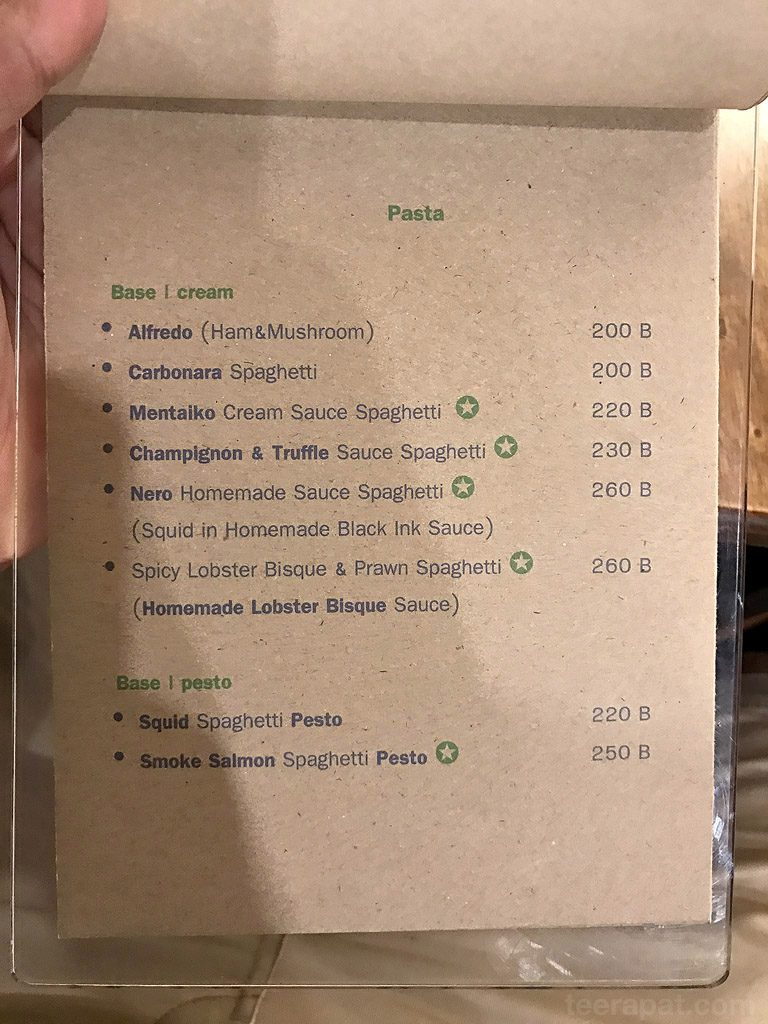 Pasta
Base | cream
• Alfredo (Ham&Mushroom) 200 B
• Carbonara Spaghetti 200 B
• Mentaiko Cream Sauce Spaghetti 220 B
• Champignon & Truffle Sauce Spaghetti 230 B
• Nero Homemade Sauce Spaghetti 260 B
(Squid in Homemade Black Ink Sauce)
• Spicy Lobster Bisque & Prawn Spaghetti 260 B
(Homemade Lobster Bisque Sauce)
Base | pesto
• Squid Spaghetti Pesto 220 B
• Smoke Salmon Spaghetti Pesto 250 B
teerapat.com